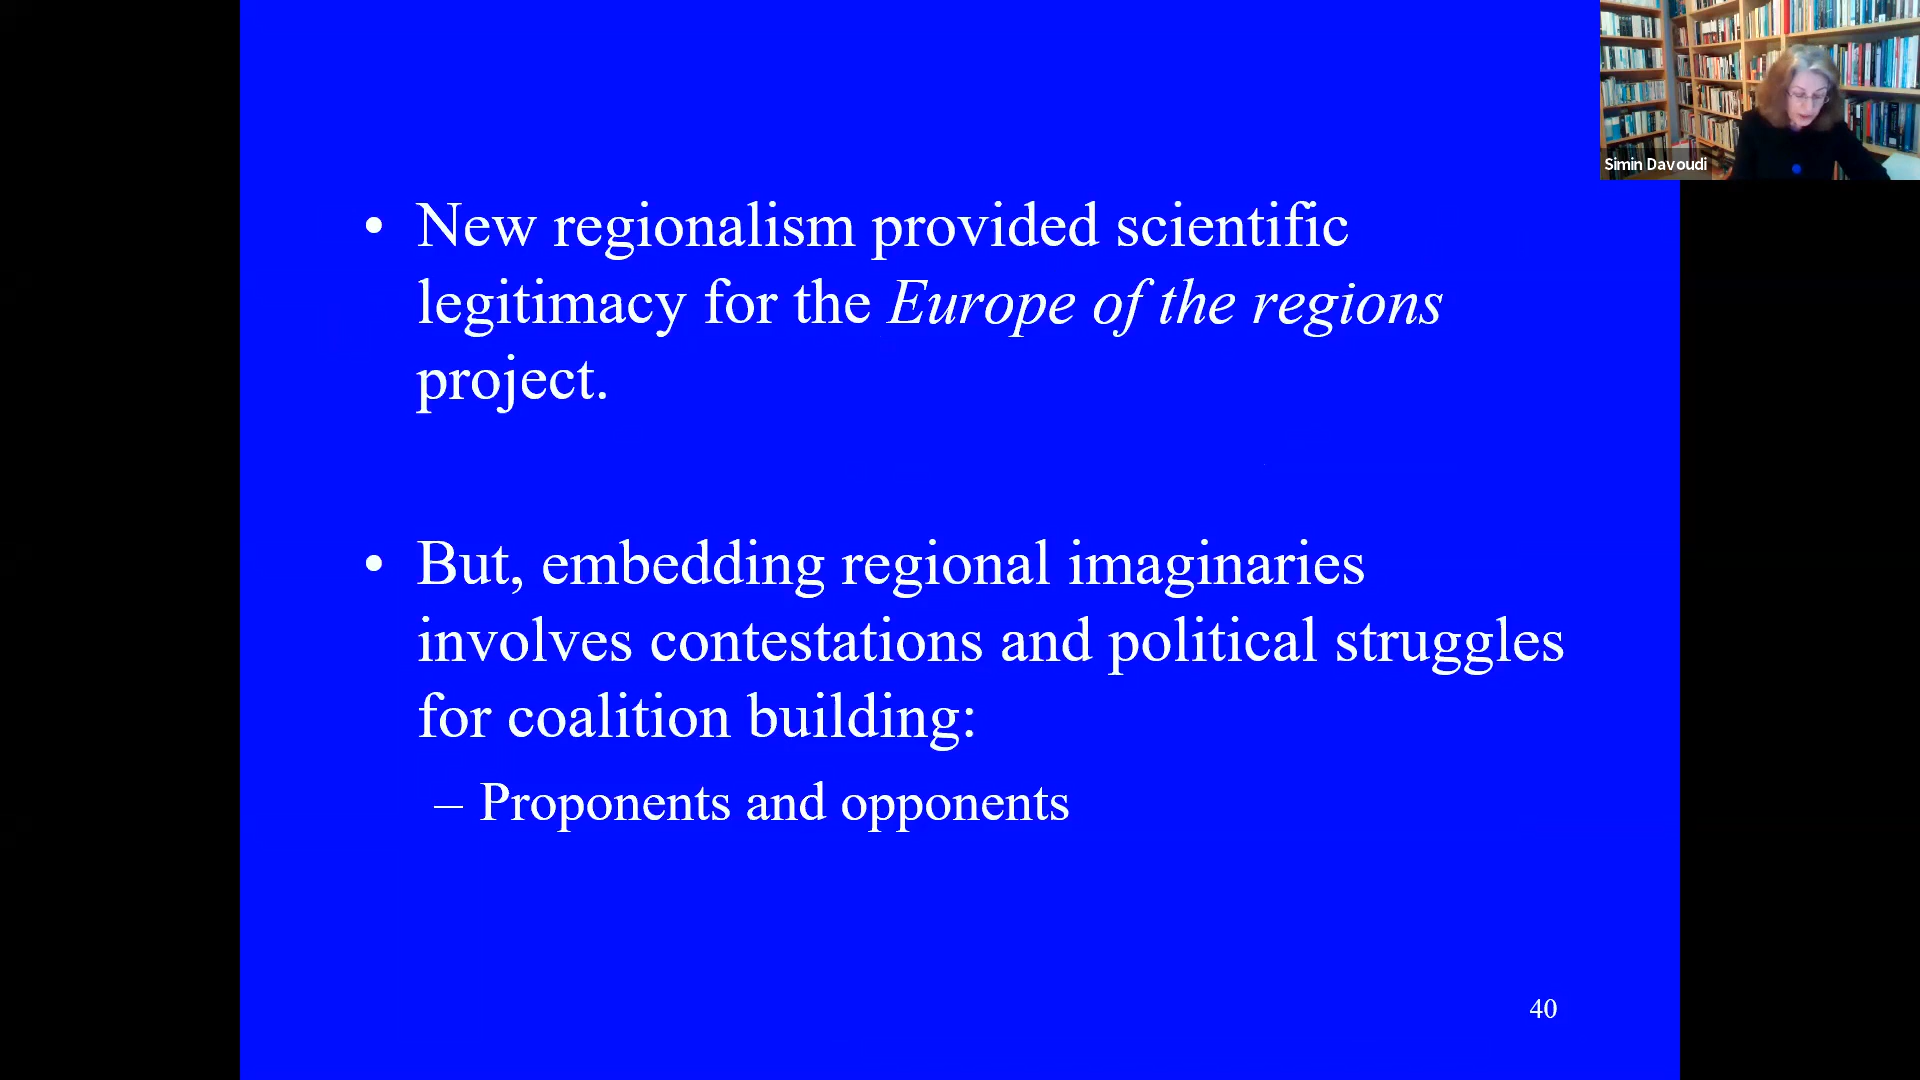 Simin Davoudi
• New regionalism provided scientific
legitimacy for the Europe of the regions
project.
• But, embedding regional imaginaries
involves contestations and political struggles
for coalition building:
– Proponents and opponents
40